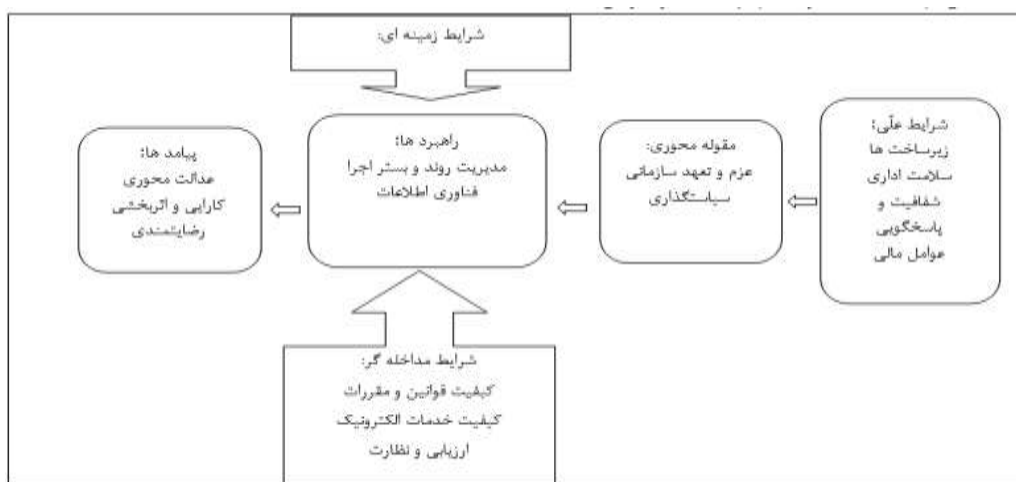 شرایط زمینه ای:
شرایط علّی:
زیرساخت ها
سلامت اداری
شفافیت و
پاسخگویی
عوامل مالی
مقوله محوری:
عزم و تعهد سازمانی
سیاستگذاری
راهبرد ها:
مدیریت روند و بستر اجرا
فناوری اطلاعات
پیامد ها:
عدالت محوری
کارایی و اثربخشی
رضایتمندی
شرایط مداخله گر:
کیفیت قوانین و مقررات
کیفیت خدمات الکترونیک
ارزیابی و نظارت